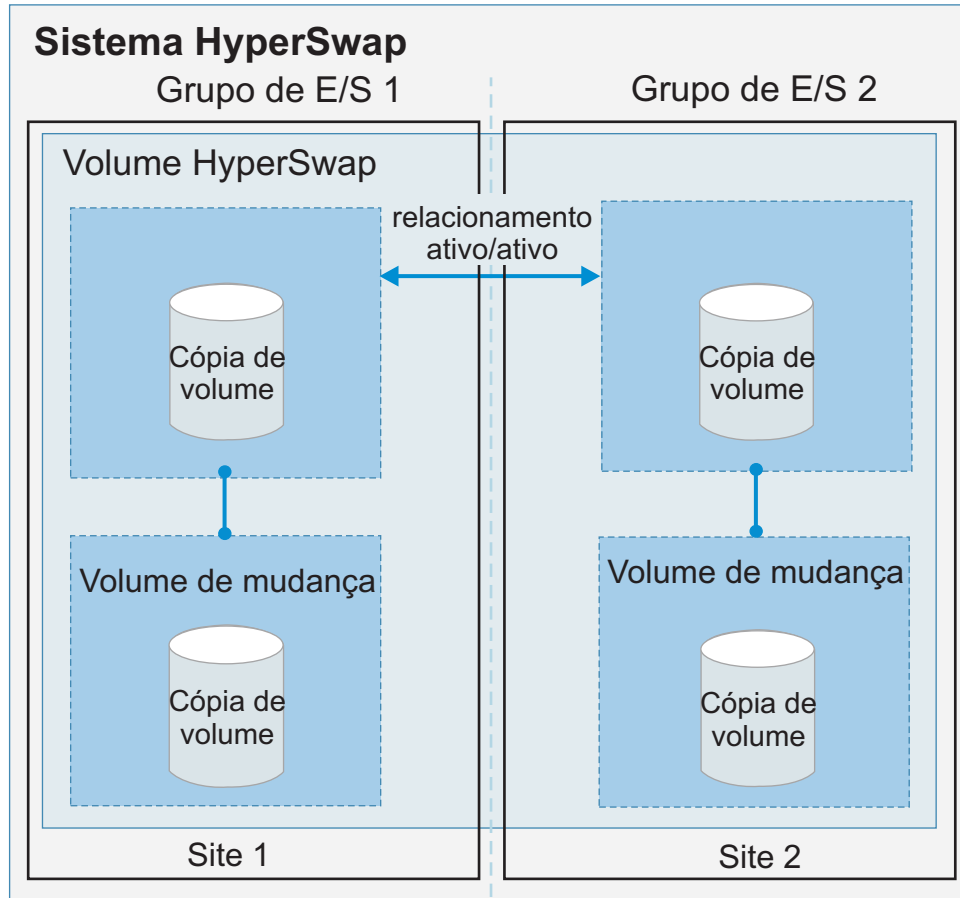 Sistema HyperSwap
Grupo de E/S 1
Grupo de E/S 2
Volume HyperSwap
relacionamento
ativo/ativo
Cópia de
volume
Cópia de
volume
Volume de mudança
Volume de mudança
Cópia de
volume
Cópia de
volume
Site 1
Site 2